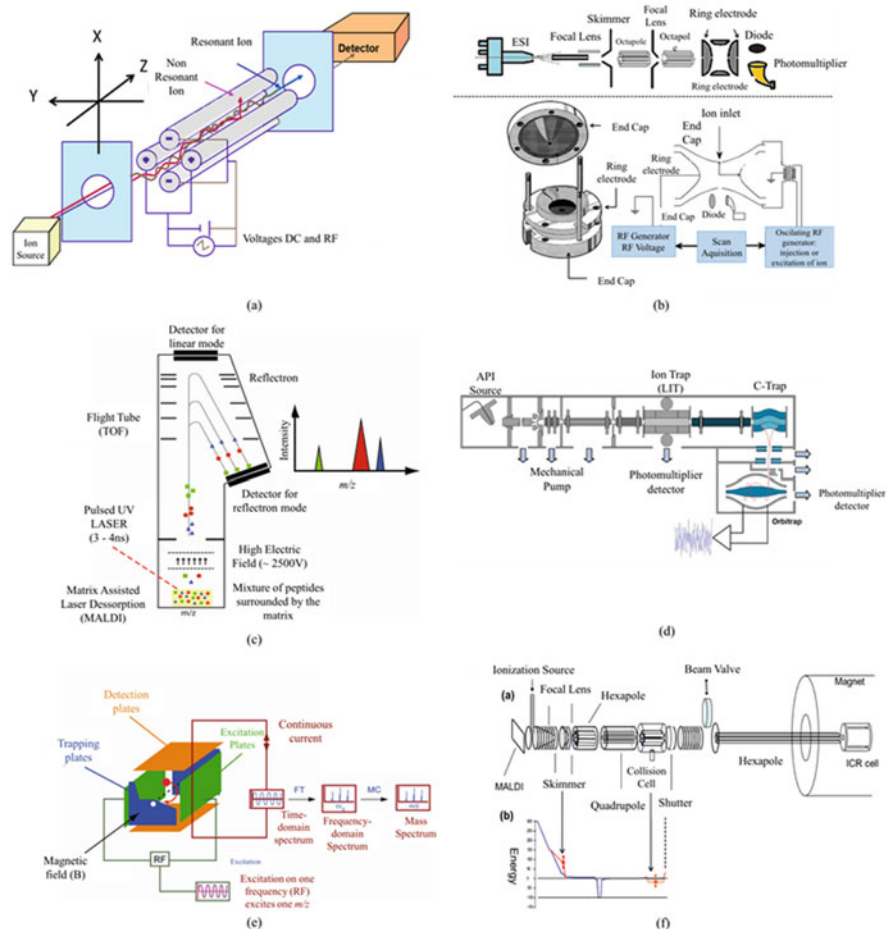 X
Z
Y
Resonant Ion
Non
Resonant
Ion
Detector
Ion
Source
Voltages DC and RF
(a)
Focal
Lens
Skimmer
Ring electrode
ESI
Focal Lens
Octapole
Octapol
e
Diode
Photomultiplier
Ring electrode
Ion inlet
End
Cap
End Cap
Ring
electrode
Ring
electrode
End Cap
Diode
RF Generator
RF Voltage
Scan
Aquisition
Oscilating RF
generator:
injection or
excitation of ion
End Cap
(b)
Detector for
linear mode
Reflectron
Flight Tube
(TOF)
Intensity
m/z
Detector for
reflectron mode
Pulsed UV
LASER
(3 - 4ns)
High Electric
Field (~ 2500V)
Matrix Assisted
Laser Dessorption
(MALDI)
Mixture of peptides
surrounded by the
matrix
m/z
(c)
API
Source
Ion Trap
(LIT)
C-Trap
Mechanical
Pump
Photomultiplier
detector
Photomultiplier
detector
Orbitrap
(d)
Detection
plates
Trapping
plates
Excitation
Plates
Continuous
current
FT
MC
Time-
domain
spectrum
Frequency-
domain
Spectrum
Mass
Spectrum
Magnetic
field (B)
RF
Excitation
Excitation on one
frequency (RF)
excites one m/z
(e)
Ionization Source
Beam Valve
(a)
Focal Lens
Hexapole
Magnet
Hexapole
ICR cell
MALDI
Skimmer
Collision
Cell
Quadrupole
Shutter
(b)
Energy
(f)